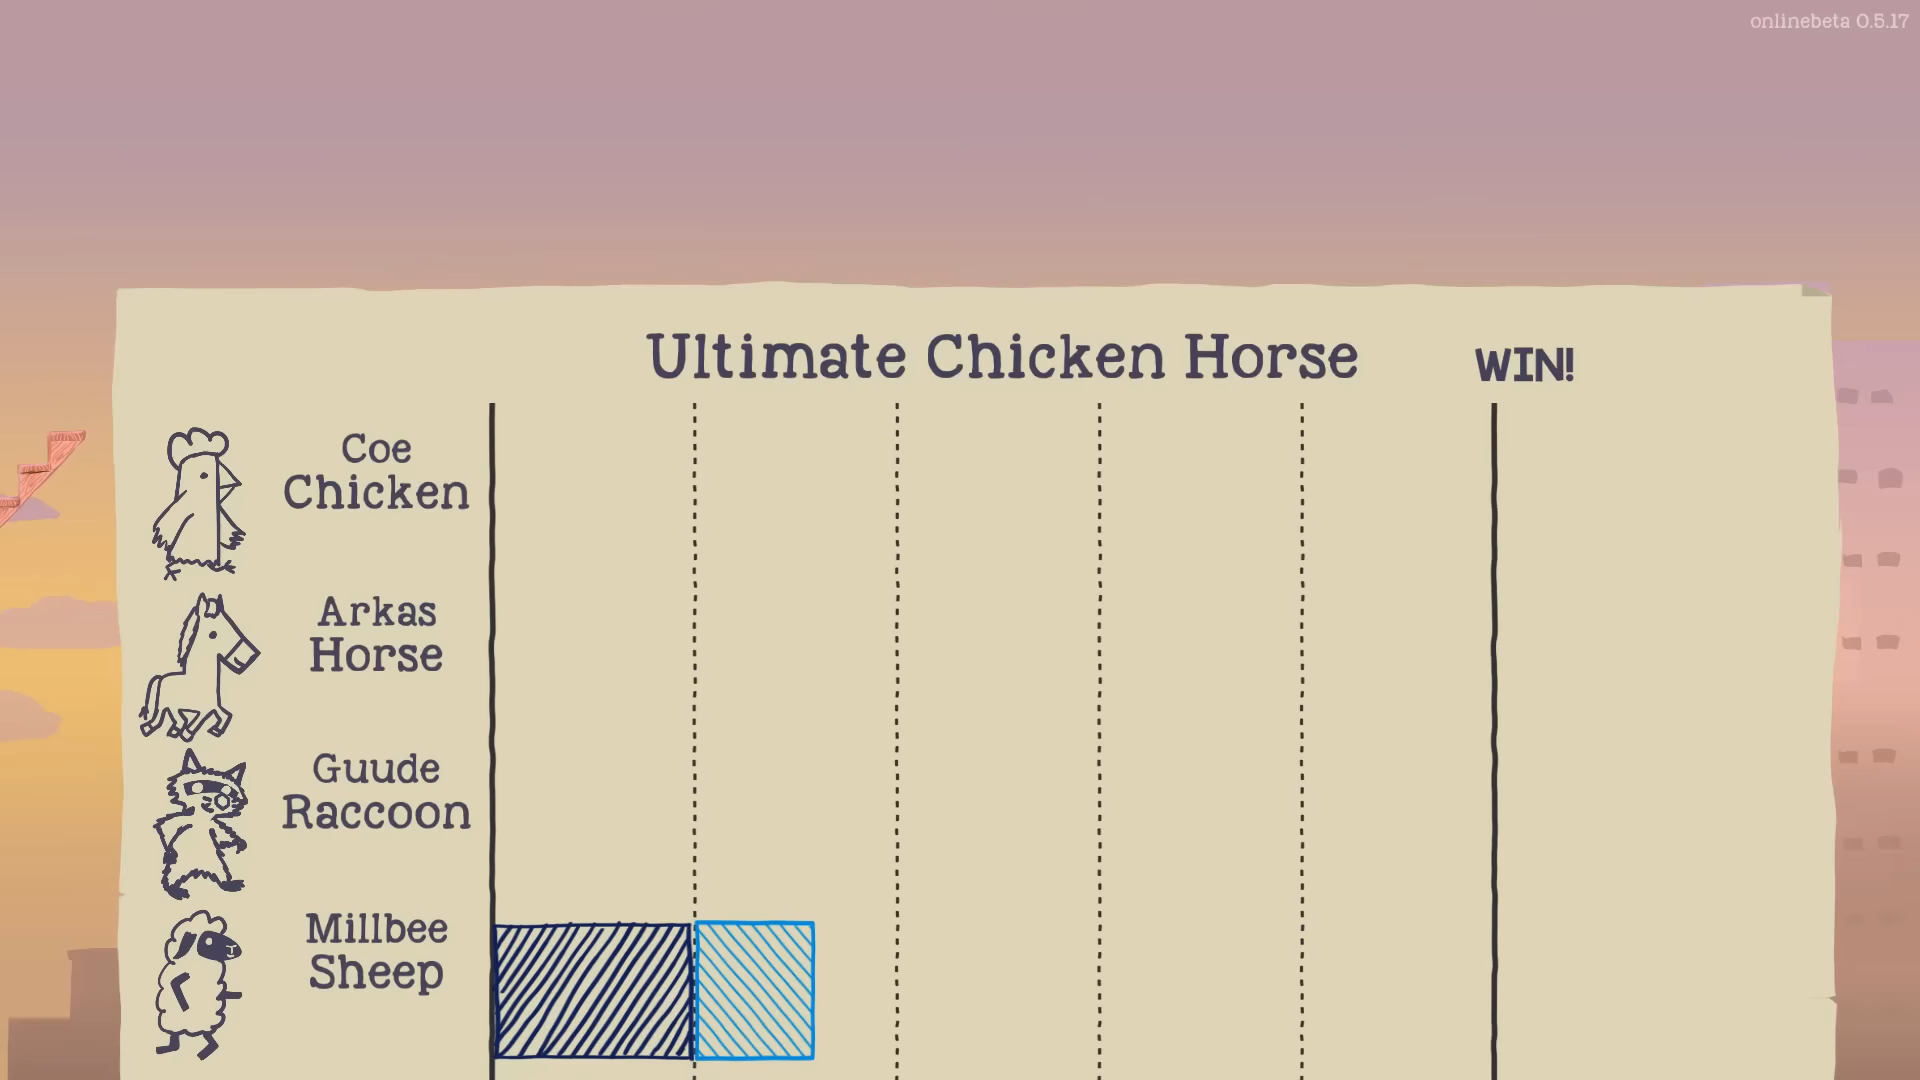 onlinebeta 0.5.17
Ultimate Chicken Horse
WIN!
Coe
Chicken
Arkas
Horse
Guude
Raccoon
Millbee
Sheep